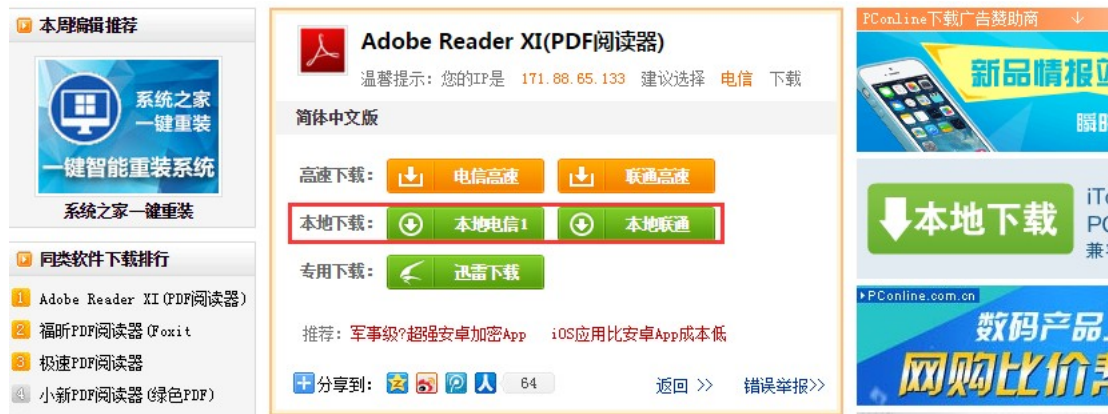 本周编辑推荐
系统之家
一键重装
一键智能重装系统
系统之家一键重装
同类软件下载排行
1 Adobe Reader XI(PDF阅读器)
2 福昕PDF阅读器(Foxit
3 极速PDF阅读器
4 小新PDF阅读器(绿色PDF)
Adobe Reader XI(PDF阅读器)
温馨提示：您的IP是 171.88.65.133 建议选择 电信 下载
简体中文版
高速下载： 电信高速 联通高速
本地下载： 本地电信1 本地联通
专用下载： 迅雷下载
推荐：军事级?超强安卓加密App iOS应用比安卓App成本低
分享到： 64 返回 >> 错误举报>>
PConline下载广告赞助商 ↓
新品情报
本地下载
PConline.com.cn
数码产品
网购比价